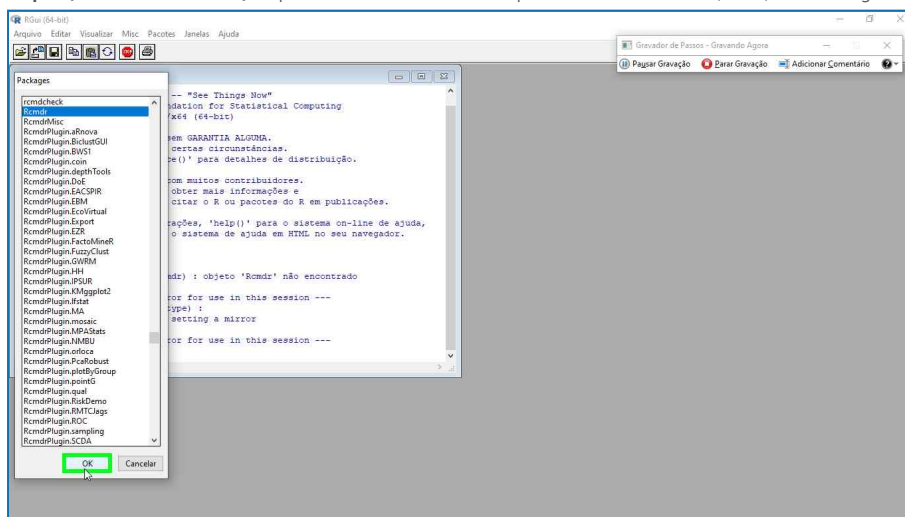 RGui (64-bit)
Arquivo Editar Visualizar Misc Pacotes Janelas Ajuda
Gravador de Passos - Gravando Agora
Pausar Gravação Parar Gravação Adicionar Comentário
Packages
rcmdcheck
Rcmdr
RcmdrMisc
RcmdrPlugin.aRnova
RcmdrPlugin.BiclustGUI
RcmdrPlugin.BWS1
RcmdrPlugin.coin
RcmdrPlugin.depthTools
RcmdrPlugin.DoE
RcmdrPlugin.EACSPIR
RcmdrPlugin.EBM
RcmdrPlugin.EcoVirtual
RcmdrPlugin.Export
RcmdrPlugin.EZR
RcmdrPlugin.FactoMineR
RcmdrPlugin.FuzzyClust
RcmdrPlugin.GWRM
RcmdrPlugin.HH
RcmdrPlugin.IPSUR
RcmdrPlugin.KMggplot2
RcmdrPlugin.lfstat
RcmdrPlugin.MA
RcmdrPlugin.mosaic
RcmdrPlugin.MPAStats
RcmdrPlugin.NMBU
RcmdrPlugin.orloca
RcmdrPlugin.PcaRobust
RcmdrPlugin.plotByGroup
RcmdrPlugin.pointG
RcmdrPlugin.qual
RcmdrPlugin.RiskDemo
RcmdrPlugin.RMTCJags
RcmdrPlugin.ROC
RcmdrPlugin.sampling
RcmdrPlugin.SCDA
OK Cancelar
-- "See Things Now"
dation for Statistical Computing
/x64 (64-bit)
sem GARANTIA ALGUMA.
certas circunstâncias.
ce()' para detalhes de distribuição.
com muitos contribuidores.
obter mais informações e
citar o R ou pacotes do R em publicações.
rações, 'help()' para o sistema on-line de ajuda,
o sistema de ajuda em HTML no seu navegador.
mdr) : objeto 'Rcmdr' não encontrado
ror for use in this session ---
type) :
setting a mirror
ror for use in this session ---